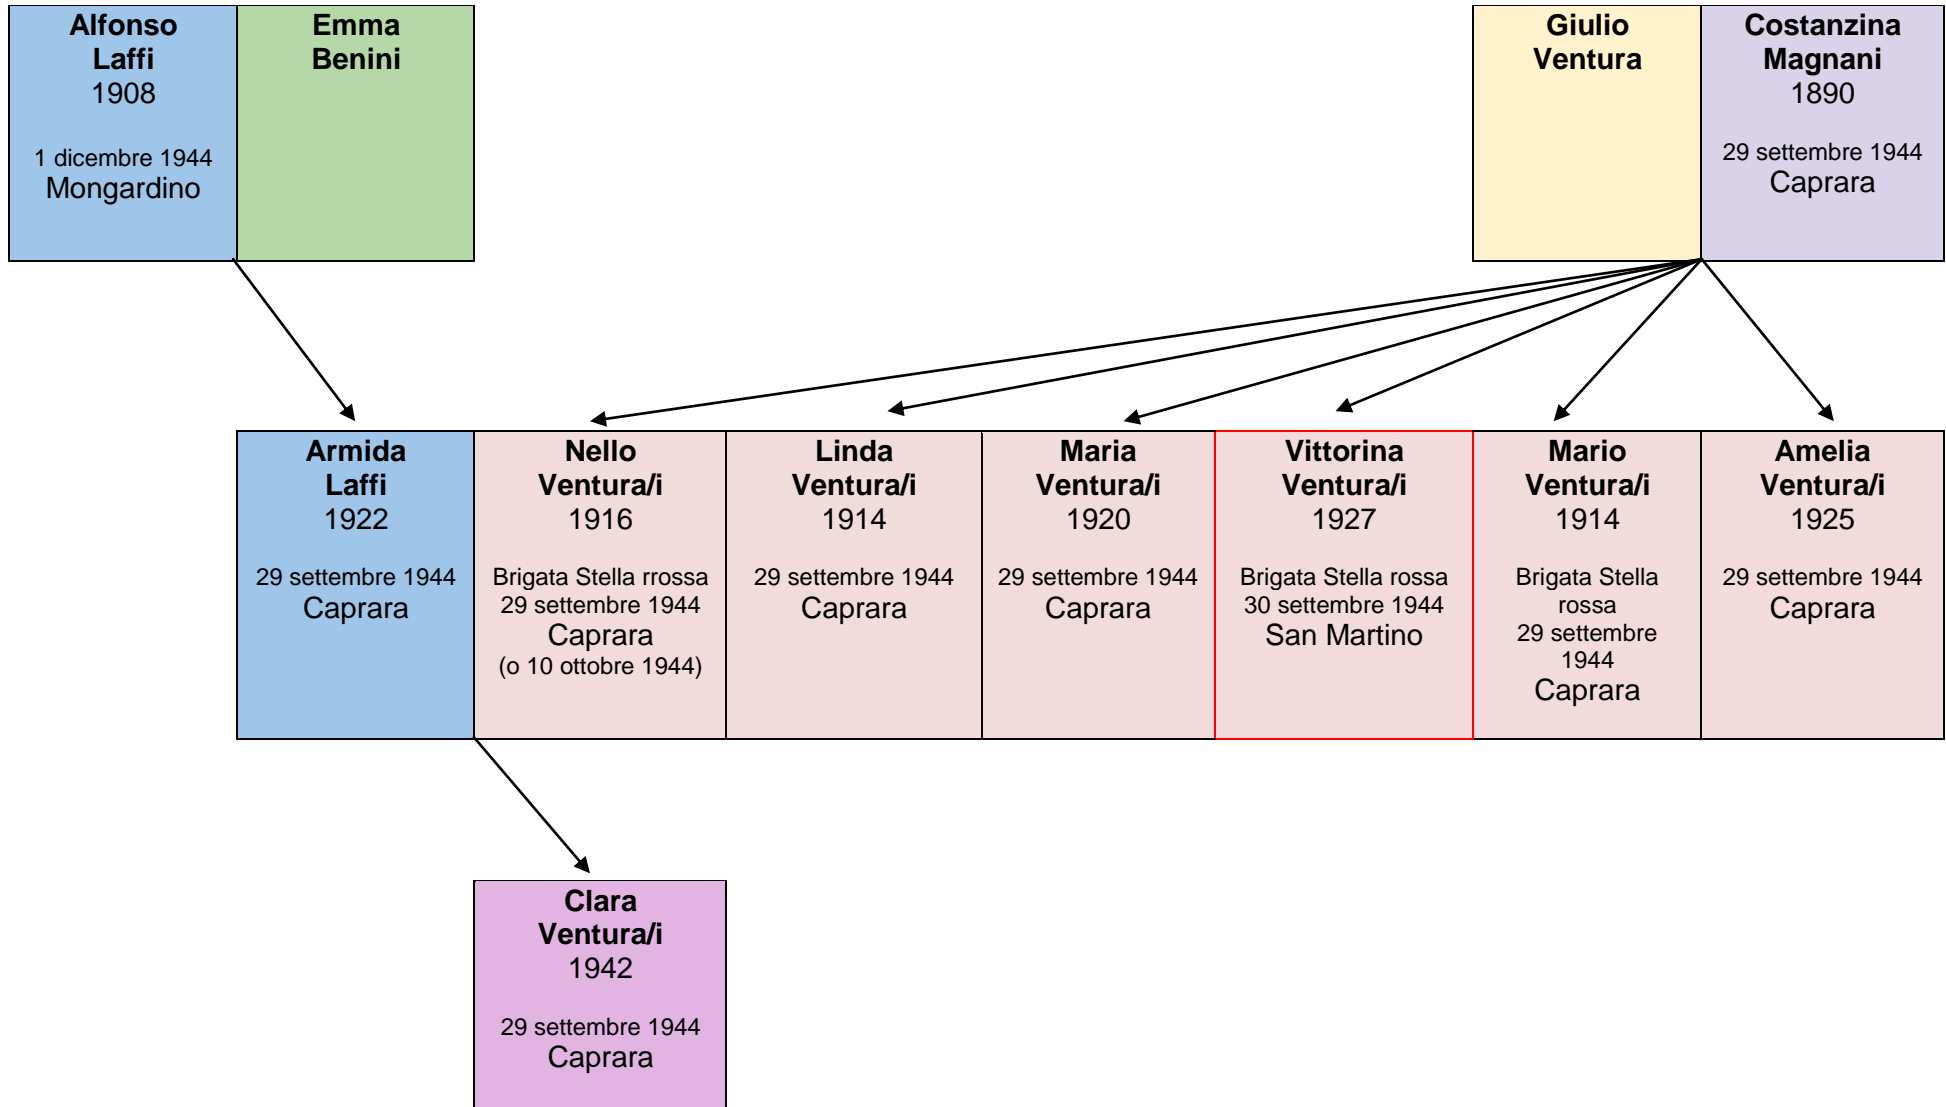 Alfonso
Laffi
1908
1 dicembre 1944
Mongardino
Emma
Benini
Giulio
Ventura
Costanzina
Magnani
1890
29 settembre 1944
Caprara
Armida
Laffi
1922
29 settembre 1944
Caprara
Nello
Ventura/i
1916
Brigata Stella rrossa
29 settembre 1944
Caprara
(o 10 ottobre 1944)
Linda
Ventura/i
1914
29 settembre 1944
Caprara
Maria
Ventura/i
1920
29 settembre 1944
Caprara
Vittorina
Ventura/i
1927
Brigata Stella rossa
30 settembre 1944
San Martino
Mario
Ventura/i
1914
Brigata Stella
rossa
29 settembre
1944
Caprara
Amelia
Ventura/i
1925
29 settembre 1944
Caprara
Clara
Ventura/i
1942
29 settembre 1944
Caprara